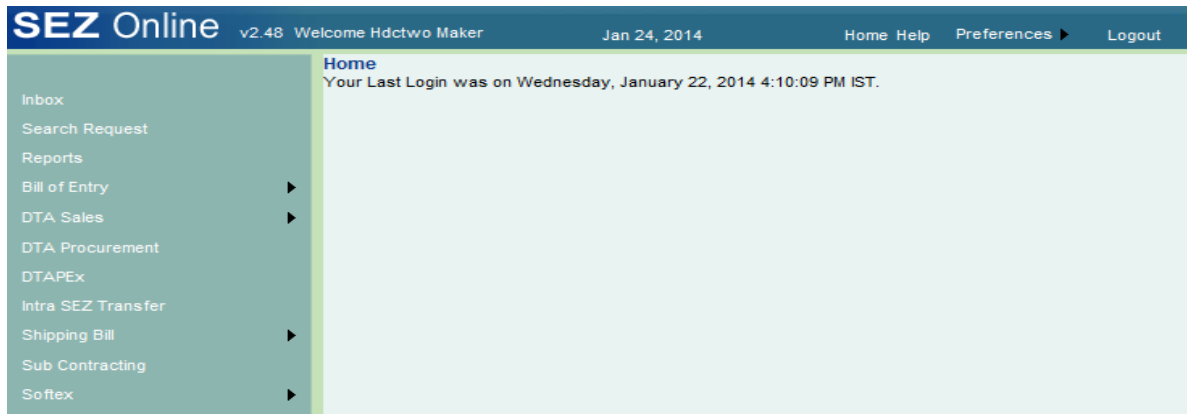 SEZ Online v2.48 Welcome Hdctwo Maker Jan 24, 2014 Home Help Preferences Logout
Home
Your Last Login was on Wednesday, January 22, 2014 4:10:09 PM IST.
Inbox
Search Request
Reports
Bill of Entry
DTA Sales
DTA Procurement
DTAPEx
Intra SEZ Transfer
Shipping Bill
Sub Contracting
Softex